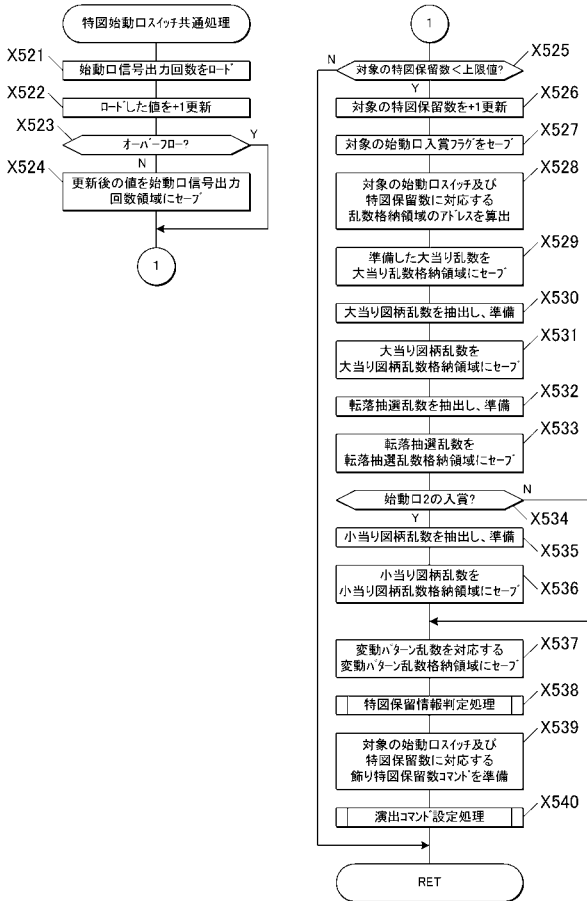 特図始動口スイッチ共通処理
X521
始動口信号出力回数をロード
X522
ロードした値を+1更新
X523
オーバーフロー?
Y
N
X524
更新後の値を始動口信号出力
回数領域にセーブ
1
1
X525
N
対象の特図保留数<上限値?
Y
X526
対象の特図保留数を+1更新
X527
対象の始動口入賞フラグをセーブ
X528
対象の始動口スイッチ及び
特図保留数に対応する
乱数格納領域のアドレスを算出
X529
準備した大当り乱数を
大当り乱数格納領域にセーブ
X530
大当り図柄乱数を抽出し、準備
X531
大当り図柄乱数を
大当り図柄乱数格納領域にセーブ
X532
転落抽選乱数を抽出し、準備
X533
転落抽選乱数を
転落抽選乱数格納領域にセーブ
始動口2の入賞?
N
X534
Y
小当り図柄乱数を抽出し、準備
X535
小当り図柄乱数を
小当り図柄乱数格納領域にセーブ
X536
X537
変動パターン乱数を対応する
変動パターン乱数格納領域にセーブ
X538
特図保留情報判定処理
X539
対象の始動口スイッチ及び
特図保留数に対応する
飾り特図保留数コマンドを準備
X540
演出コマンド設定処理
RET